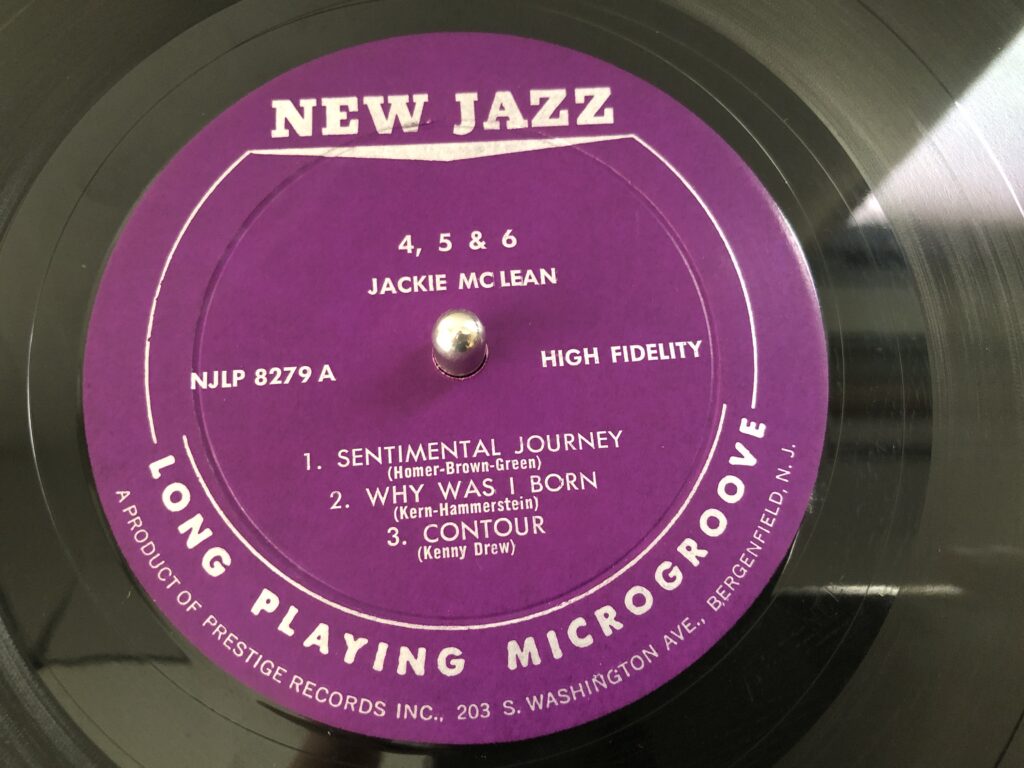 NEW JAZZ
4, 5 & 6
JACKIE MC LEAN
NJLP 8279 A
HIGH FIDELITY
1. SENTIMENTAL JOURNEY
(Homer-Brown-Green)
2. WHY WAS I BORN
(Kern-Hammerstein)
3. CONTOUR
(Kenny Drew)
LONG PLAYING MICROGROOVE
A PRODUCT OF PRESTIGE RECORDS INC., 203 S. WASHINGTON AVE., BERGENFIELD, N. J.